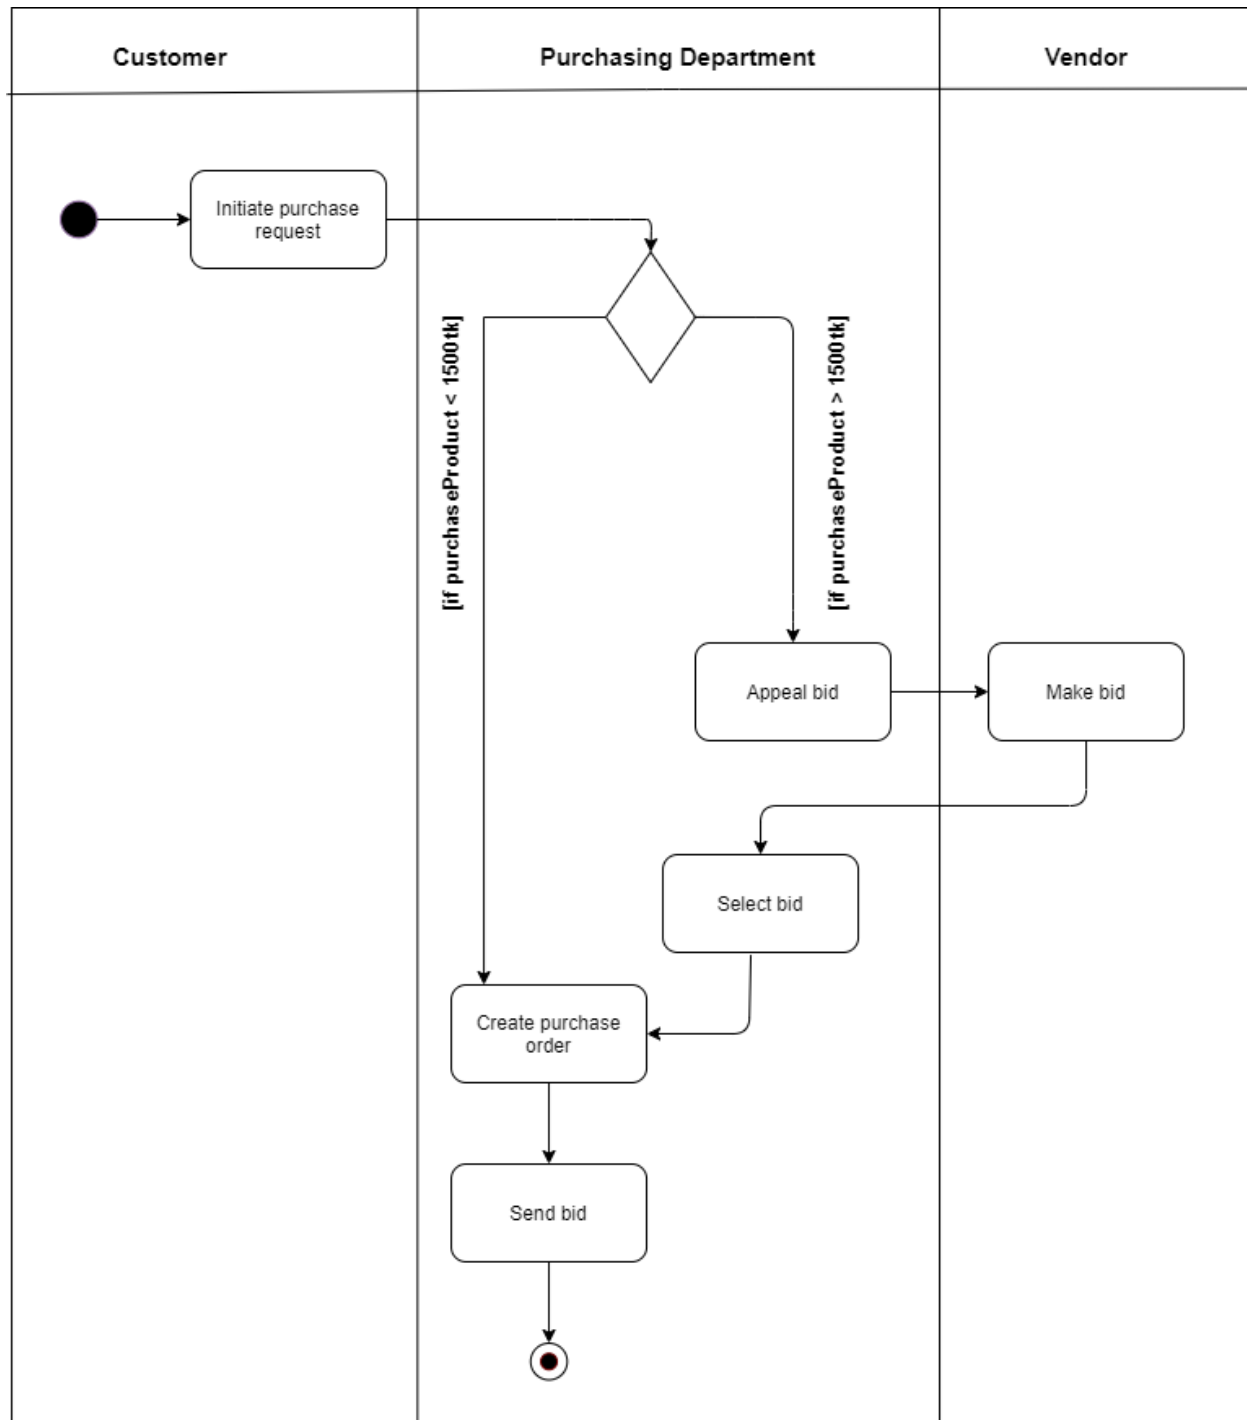 Customer
Purchasing Department
Vendor
Initiate purchase
request
[if purchaseProduct < 1500tk]
[if purchaseProduct > 1500tk]
Appeal bid
Make bid
Select bid
Create purchase
order
Send bid